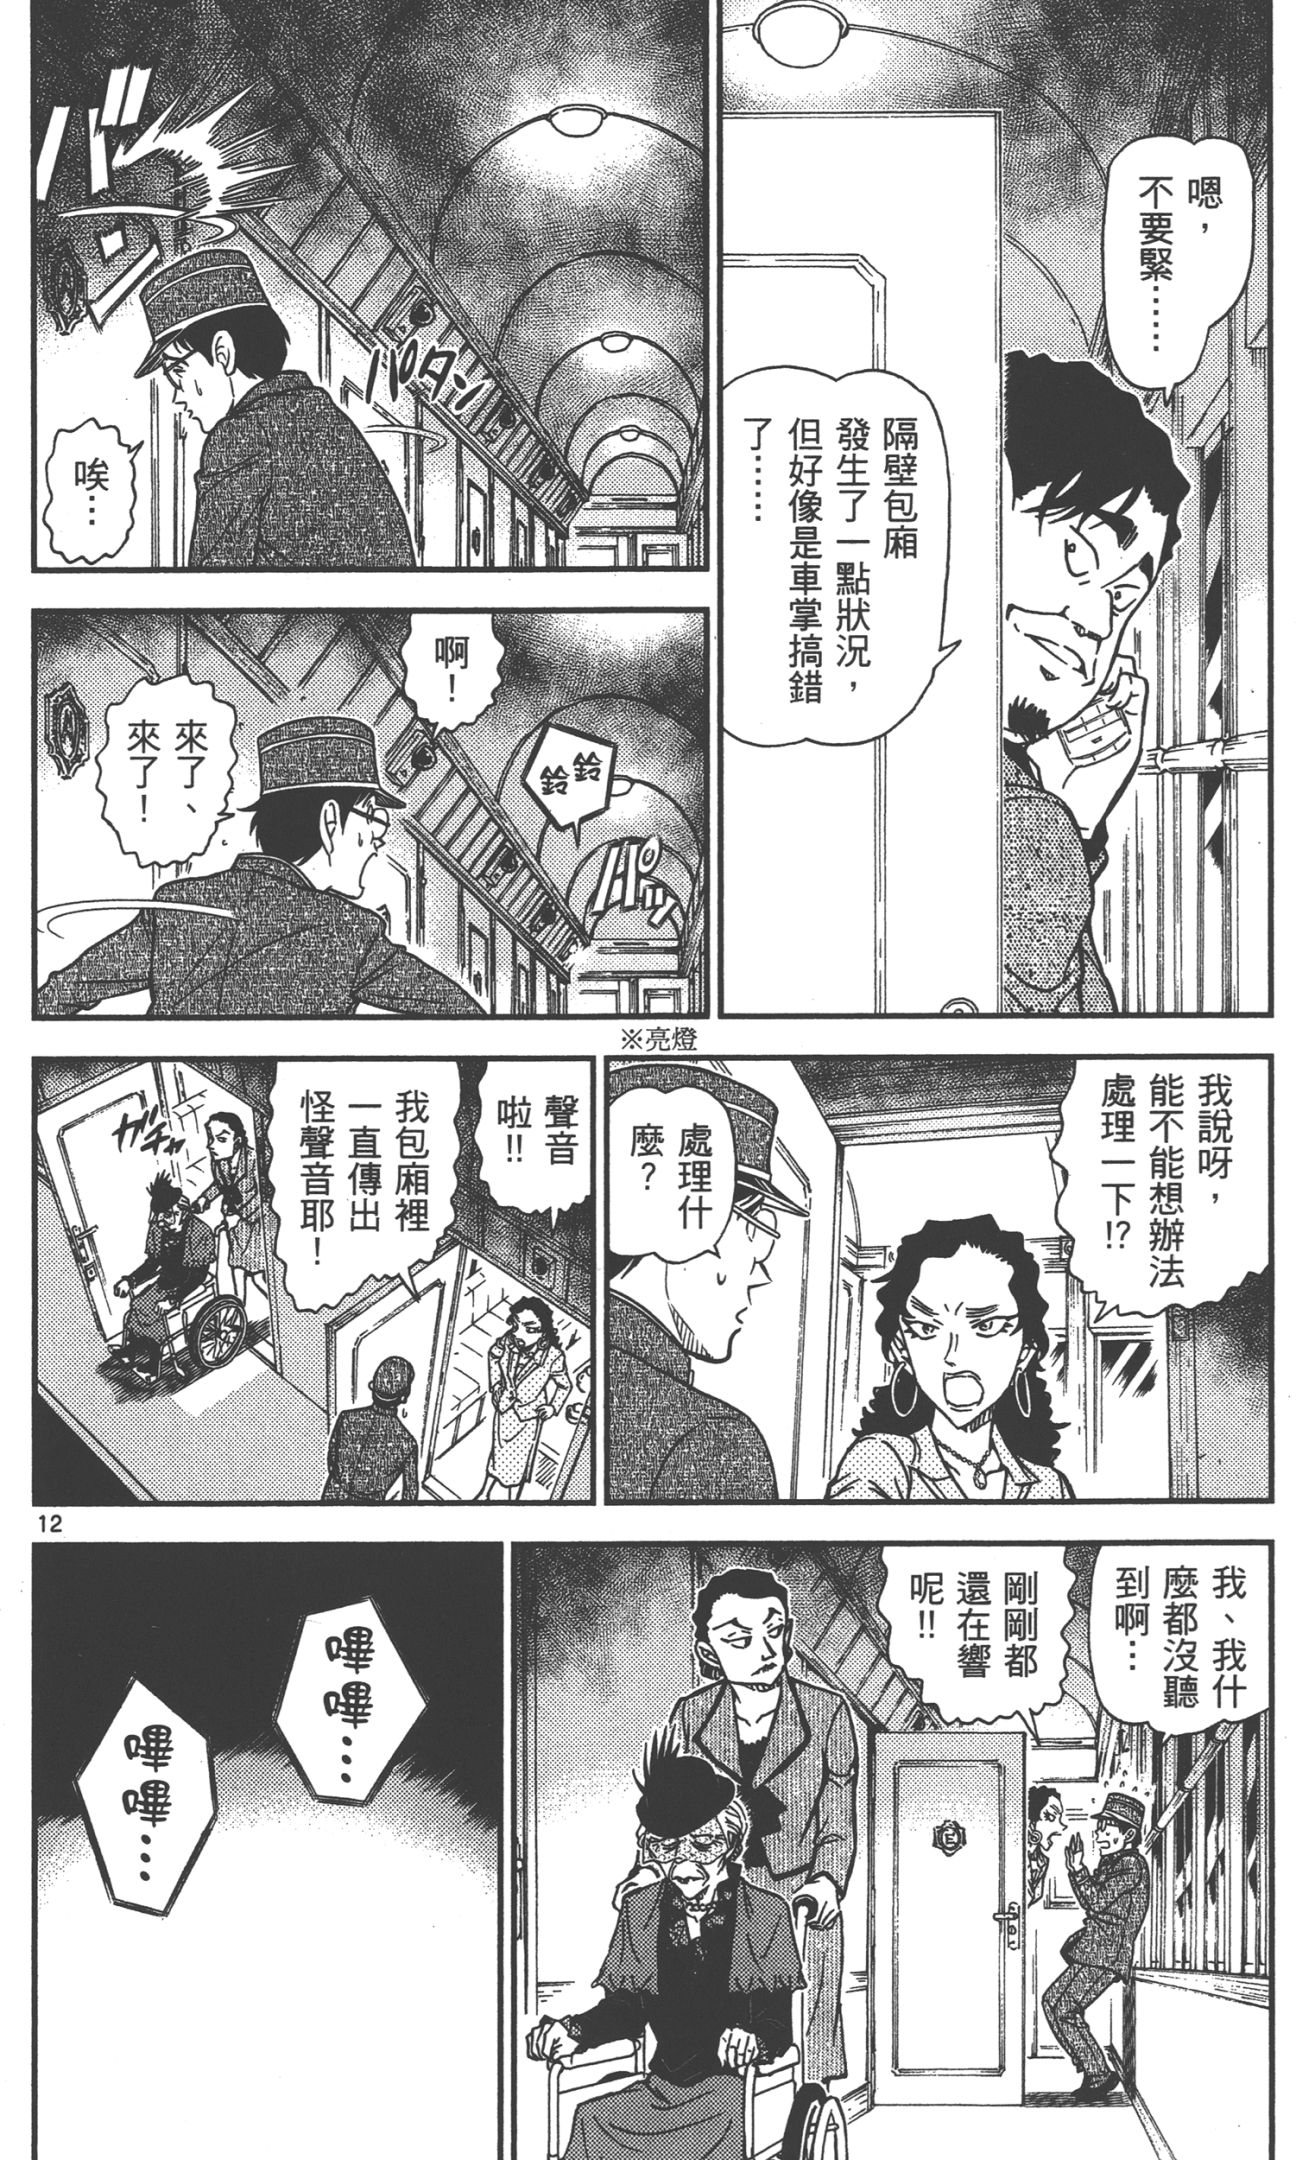 嗯，
不要緊……
隔壁包廂
發生了一點狀況，
但好像是車掌搞錯
了……
バン
パタン
唉…
啊！
鈴
鈴
パッ
來了、
來了！
※亮燈
我說呀，
能不能想辦法
處理一下!?
處理什
麼？
聲音
啦!!
我包廂裡
一直傳出
怪聲音耶！
ガチャ
12
我、我什
麼都沒聽
到啊…
剛剛都
還在響
呢!!
E
嗶
嗶…
嗶
嗶…